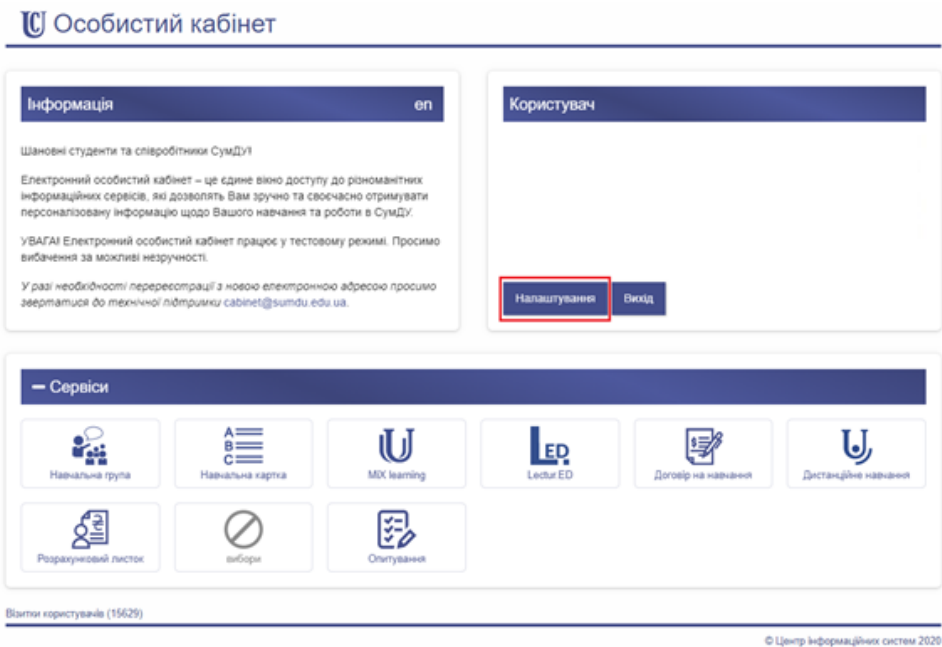 Особистий кабінет
Інформація en
Шановні студенти та співробітники СумДУ!
Електронний особистий кабінет – це єдине вікно доступу до різноманітних
інформаційних сервісів, які дозволять Вам зручно та своєчасно отримувати
персоналізовану інформацію щодо Вашого навчання та роботи в СумДУ.
УВАГА! Електронний особистий кабінет працює у тестовому режимі. Просимо
вибачення за можливі незручності.
У разі необхідності перереєстрації з новою електронною адресою просимо
звертатися до технічної підтримки cabinet@sumdu.edu.ua.
Користувач
Налаштування Вихід
Сервіси
Навчальна група
A
B
C
Навчальна картка
MIX learning
LED
Lectur.ED
Договір на навчання
Дистанційне навчання
Розрахунковий листок
вибори
Опитування
Візитки користувачів (15629)
© Центр інформаційних систем 2020